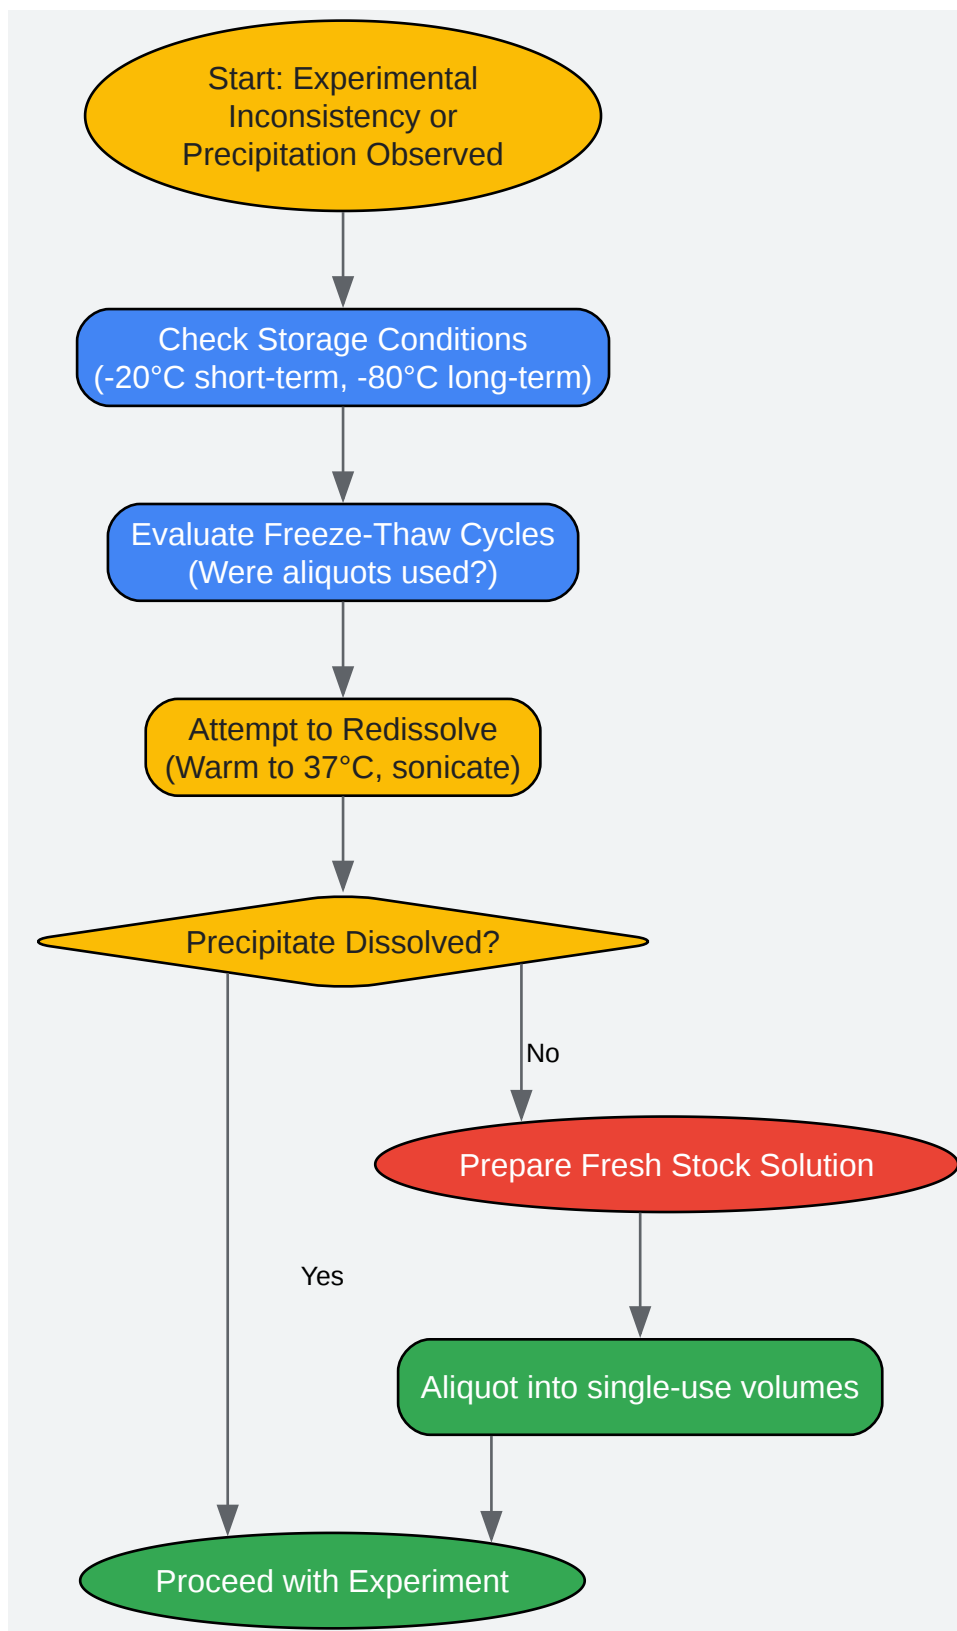 Start: Experimental
Inconsistency or
Precipitation Observed
Check Storage Conditions
(-20°C short-term, -80°C long-term)
Evaluate Freeze-Thaw Cycles
(Were aliquots used?)
Attempt to Redissolve
(Warm to 37°C, sonicate)
Precipitate Dissolved?
No
Prepare Fresh Stock Solution
Yes
Aliquot into single-use volumes
Proceed with Experiment